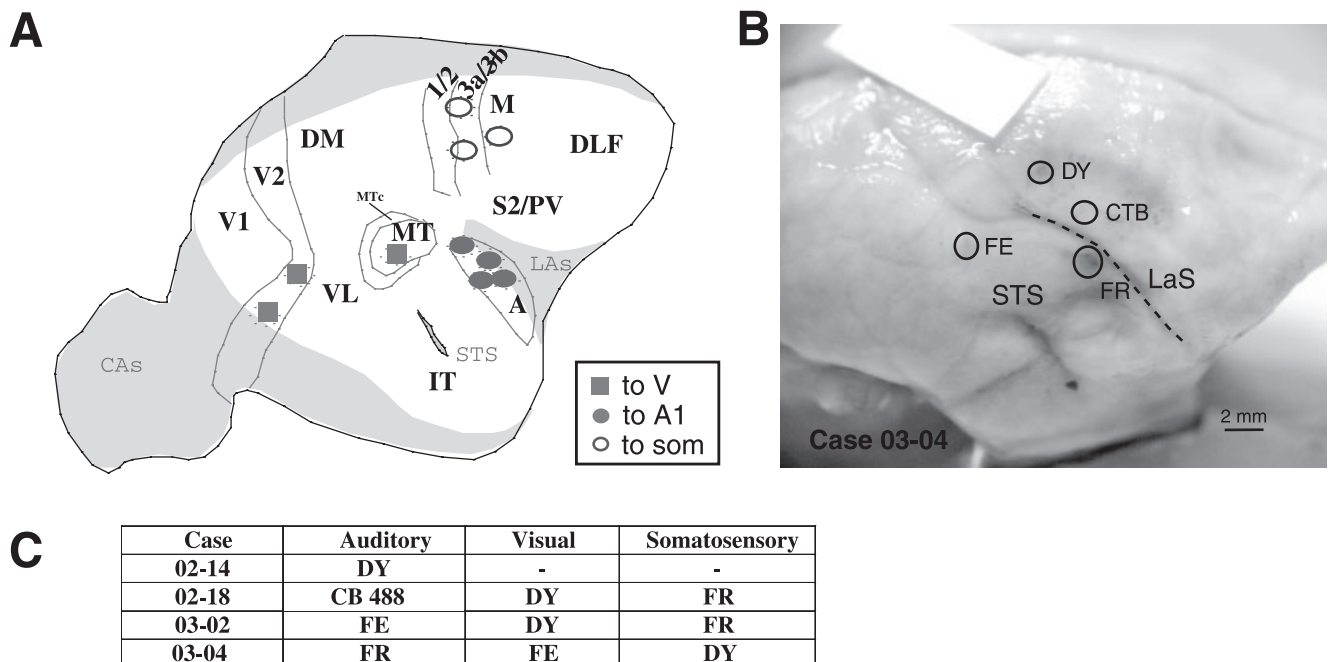 A
1/2
3a/3b
M
DM
DLF
V2
MTc
S2/PV
V1
MT
LAs
VL
A
CAs
STS
IT
to V
to A1
to som
B
DY
CTB
FE
FR
LaS
STS
2 mm
Case 03-04
C
Case Auditory Visual Somatosensory
02-14 DY - -
02-18 CB 488 DY FR
03-02 FE DY FR
03-04 FR FE DY